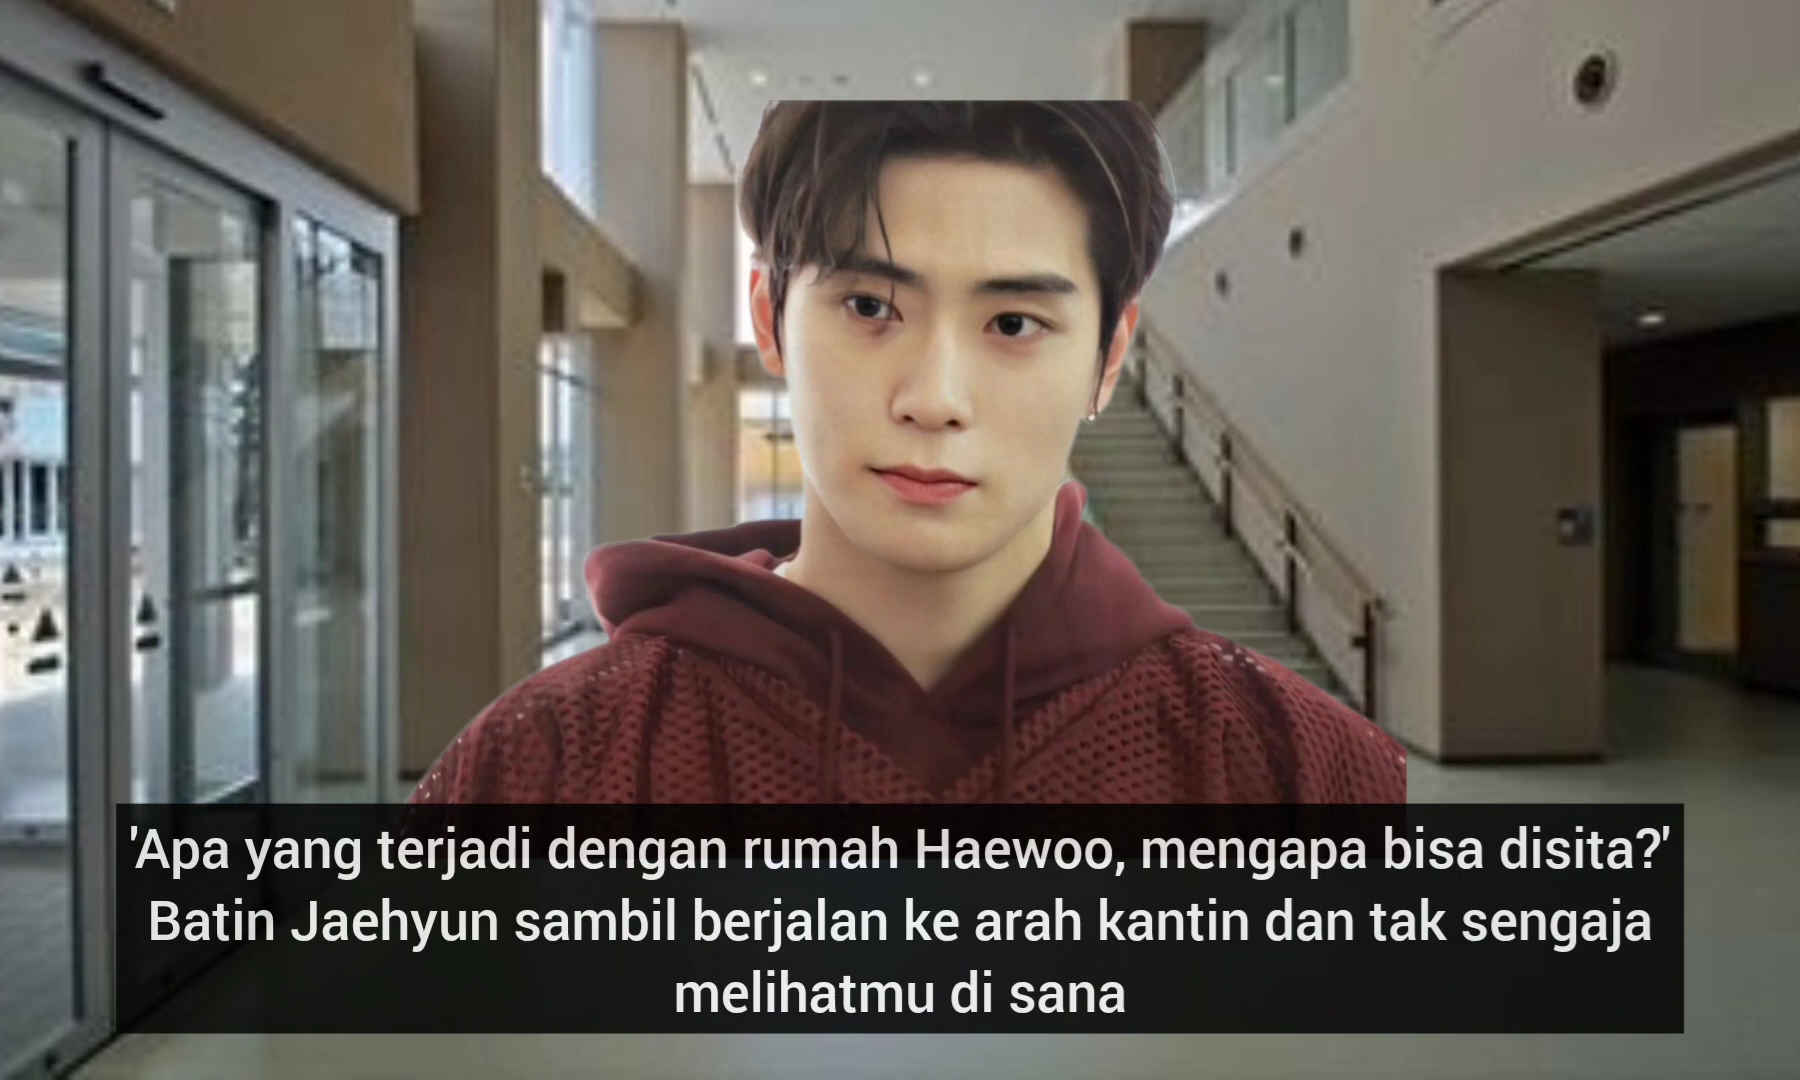 'Apa yang terjadi dengan rumah Haewoo, mengapa bisa disita?'
Batin Jaehyun sambil berjalan ke arah kantin dan tak sengaja
melihatmu di sana